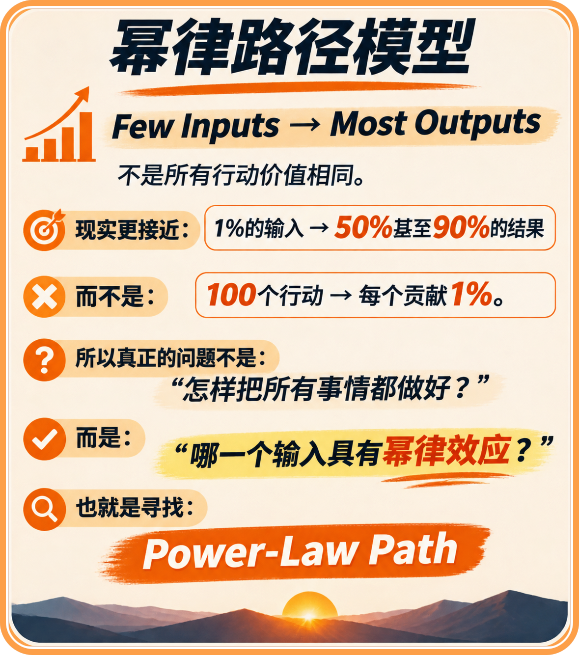 幂律路径模型
Few Inputs → Most Outputs
不是所有行动价值相同。
现实更接近： 1%的输入 → 50%甚至90%的结果
而不是： 100个行动 → 每个贡献1%。
所以真正的问题不是：
“怎样把所有事情都做好？”
而是： “哪一个输入具有幂律效应？”
也就是寻找：
Power-Law Path